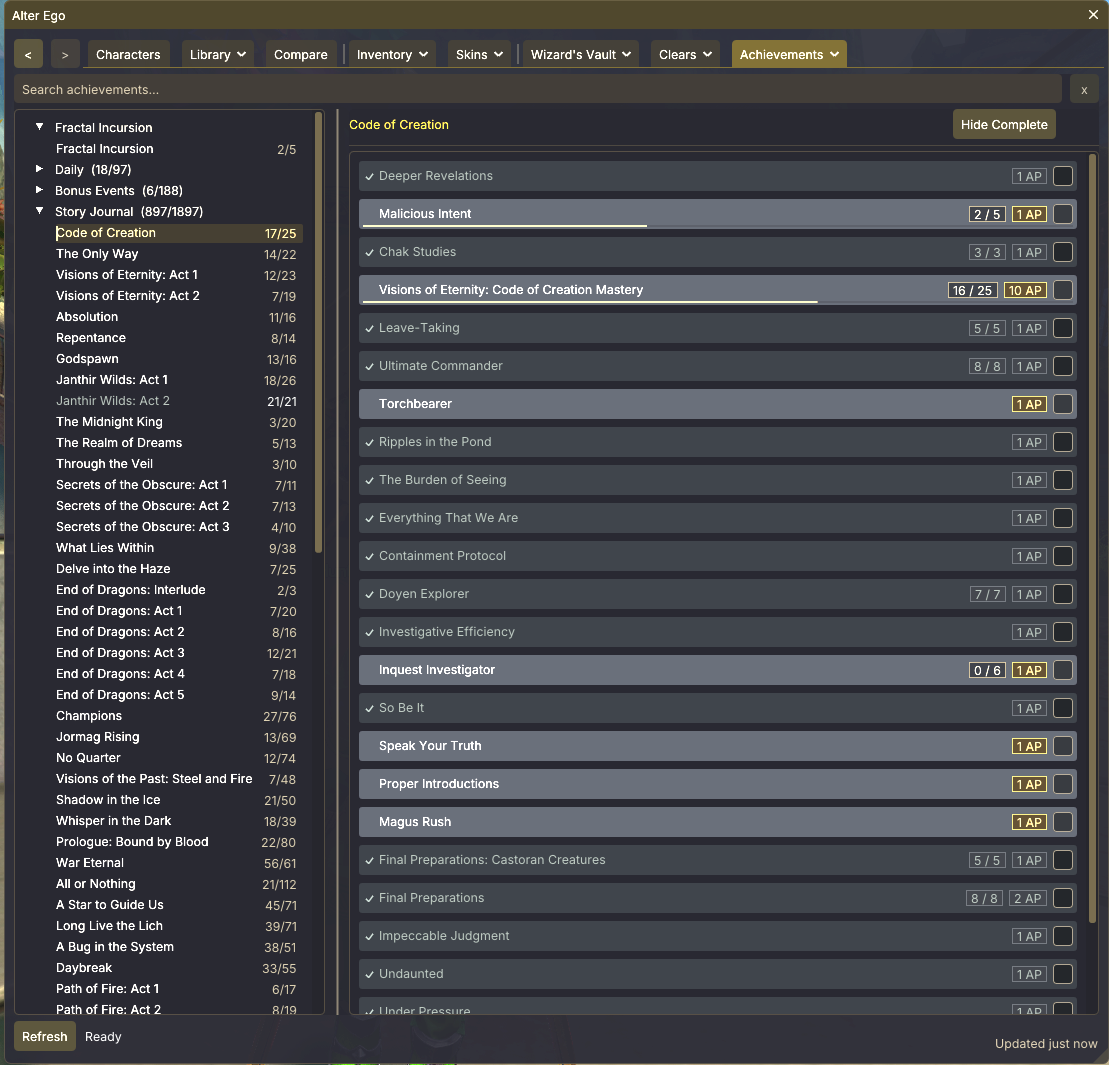 Alter Ego
< > Characters Library Compare Inventory Skins Wizard's Vault Clears Achievements
Search achievements... x
Fractal Incursion
Fractal Incursion 2/5
Daily (18/97)
Bonus Events (6/188)
Story Journal (897/1897)
Code of Creation 17/25
The Only Way 14/22
Visions of Eternity: Act 1 12/23
Visions of Eternity: Act 2 7/19
Absolution 11/16
Repentance 8/14
Godspawn 13/16
Janthir Wilds: Act 1 18/26
Janthir Wilds: Act 2 21/21
The Midnight King 3/20
The Realm of Dreams 5/13
Through the Veil 3/10
Secrets of the Obscure: Act 1 7/11
Secrets of the Obscure: Act 2 7/13
Secrets of the Obscure: Act 3 4/10
What Lies Within 9/38
Delve into the Haze 7/25
End of Dragons: Interlude 2/3
End of Dragons: Act 1 7/20
End of Dragons: Act 2 8/16
End of Dragons: Act 3 12/21
End of Dragons: Act 4 7/18
End of Dragons: Act 5 9/14
Champions 27/76
Jormag Rising 13/69
No Quarter 12/74
Visions of the Past: Steel and Fire 7/48
Shadow in the Ice 21/50
Whisper in the Dark 18/39
Prologue: Bound by Blood 22/80
War Eternal 56/61
All or Nothing 21/112
A Star to Guide Us 45/71
Long Live the Lich 39/71
A Bug in the System 38/51
Daybreak 33/55
Path of Fire: Act 1 6/17
Path of Fire: Act 2 8/19
Code of Creation Hide Complete
Deeper Revelations 1 AP
Malicious Intent 2 / 5 1 AP
Chak Studies 3 / 3 1 AP
Visions of Eternity: Code of Creation Mastery 16 / 25 10 AP
Leave-Taking 5 / 5 1 AP
Ultimate Commander 8 / 8 1 AP
Torchbearer 1 AP
Ripples in the Pond 1 AP
The Burden of Seeing 1 AP
Everything That We Are 1 AP
Containment Protocol 1 AP
Doyen Explorer 7 / 7 1 AP
Investigative Efficiency 1 AP
Inquest Investigator 0 / 6 1 AP
So Be It 1 AP
Speak Your Truth 1 AP
Proper Introductions 1 AP
Magus Rush 1 AP
Final Preparations: Castoran Creatures 5 / 5 1 AP
Final Preparations 8 / 8 2 AP
Impeccable Judgment 1 AP
Undaunted 1 AP
Under Pressure 1 AP
Refresh Ready
Updated just now